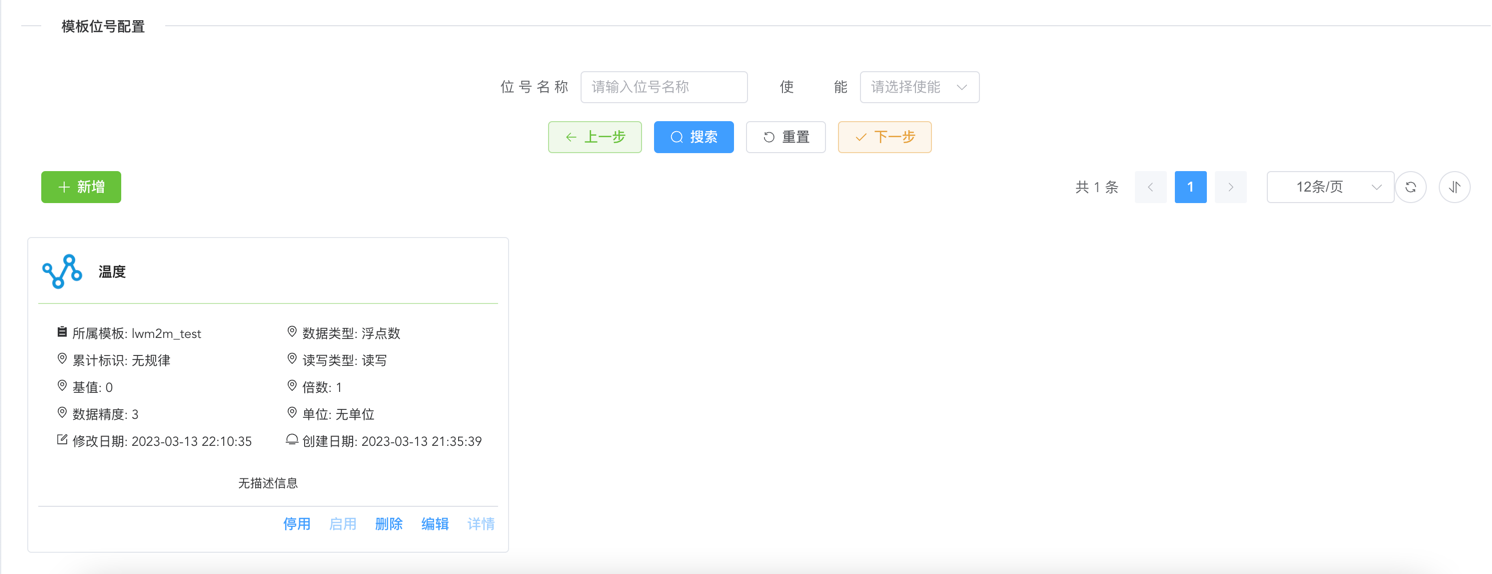 模板位号配置
位号名称 请输入位号名称 使 能 请选择使能
上一步 搜索 重置 下一步
新增 共 1 条 1 12条/页
温度
所属模板: lwm2m_test 数据类型: 浮点数
累计标识: 无规律 读写类型: 读写
基值: 0 倍数: 1
数据精度: 3 单位: 无单位
修改日期: 2023-03-13 22:10:35 创建日期: 2023-03-13 21:35:39
无描述信息
停用 启用 删除 编辑 详情